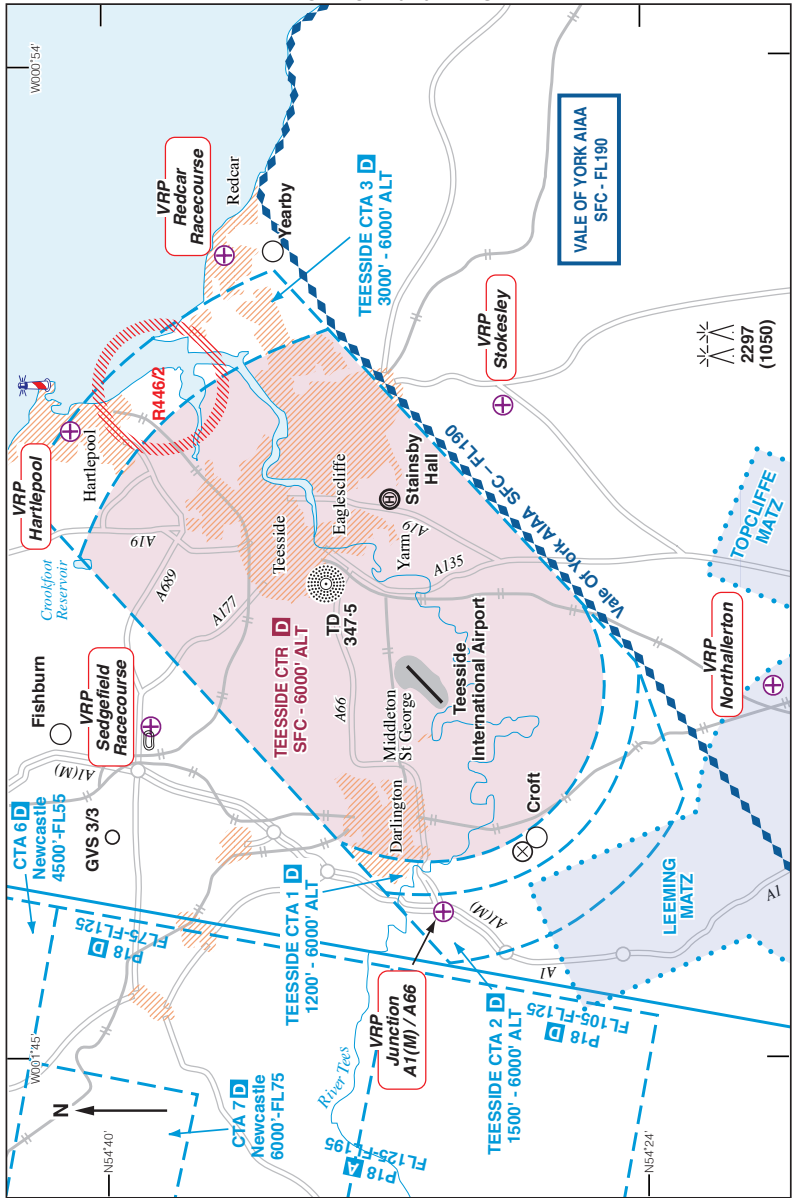 W000°54'
VRP
Redcar
Racecourse
Redcar
Yearby
TEESSIDE CTA 3 D
3000' - 6000' ALT
VALE OF YORK AIAA
SFC - FL190
VRP
Stokesley
2297
(1050)
VRP
Hartlepool
Hartlepool
R446/2
A19
Crookfoot
Reservoir
A689
A177
Teesside
Eaglescliffe
Stainsby
Hall
A19
Yarm
A135
TD
347·5
Vale Of York AIAA SFC – FL190
TOPCLIFFE
MATZ
Fishburn
VRP
Sedgefield
Racecourse
A1(M)
TEESSIDE CTR D
SFC - 6000' ALT
A66
Middleton
St George
Teesside
International Airport
VRP
Northallerton
CTA 6 D
Newcastle
4500'-FL55
GVS 3/3
Darlington
Croft
P18 D
FL75-FL125
TEESSIDE CTA 1 D
1200' - 6000' ALT
A1(M)
LEEMING
MATZ
A1
A1
VRP
Junction
A1(M) / A66
TEESSIDE CTA 2 D
1500' - 6000' ALT
P18 D
FL105-FL125
W001°45'
N
N54°40'
CTA 7 D
Newcastle
6000'-FL75
River Tees
P18 A
FL125-FL195
N54°24'